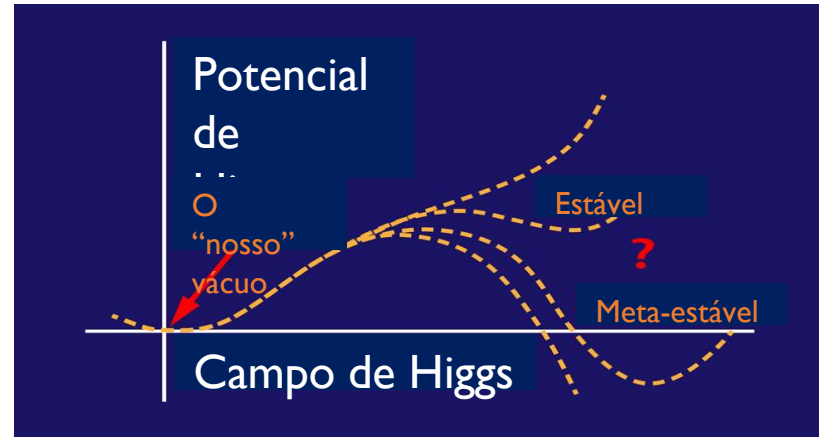 Potencial
de
O
“nosso”
vácuo
Estável
?
Meta-estável
Campo de Higgs